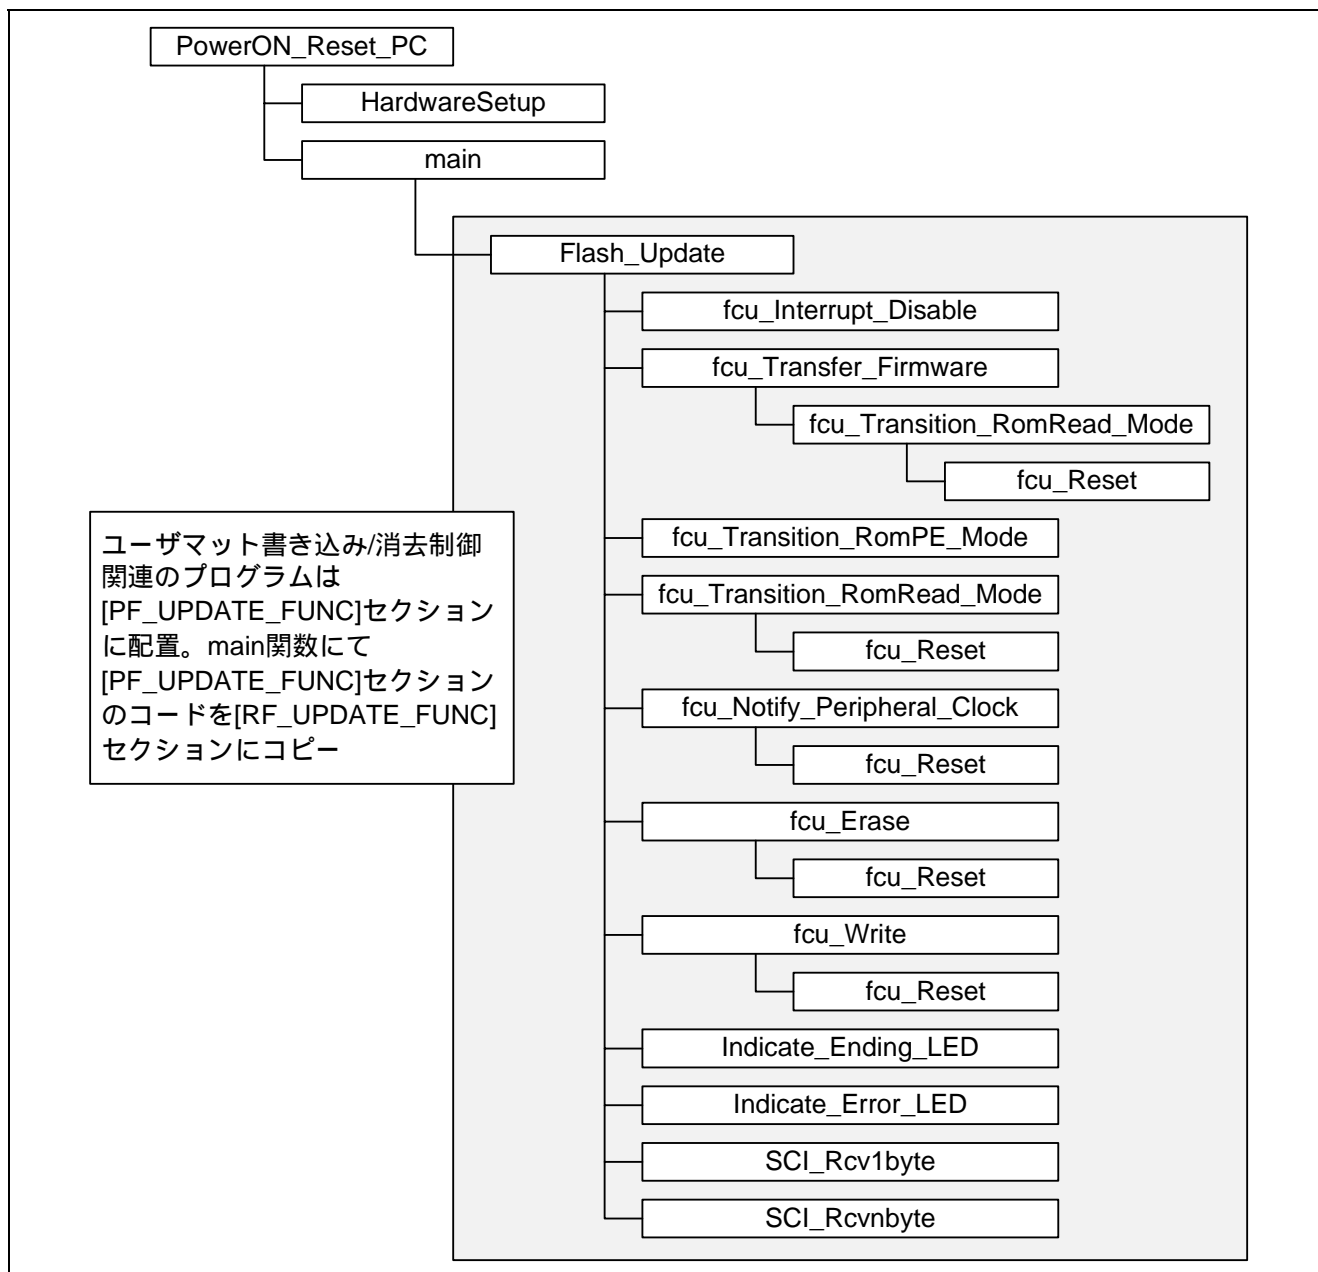 PowerON_Reset_PC
HardwareSetup
main
Flash_Update
fcu_Interrupt_Disable
fcu_Transfer_Firmware
fcu_Transition_RomRead_Mode
fcu_Reset
ユーザマット書き込み/消去制御
関連のプログラムは
[PF_UPDATE_FUNC]セクション
に配置。main関数にて
[PF_UPDATE_FUNC]セクション
のコードを[RF_UPDATE_FUNC]
セクションにコピー
fcu_Transition_RomPE_Mode
fcu_Transition_RomRead_Mode
fcu_Reset
fcu_Notify_Peripheral_Clock
fcu_Reset
fcu_Erase
fcu_Reset
fcu_Write
fcu_Reset
Indicate_Ending_LED
Indicate_Error_LED
SCI_Rcv1byte
SCI_Rcvnbyte